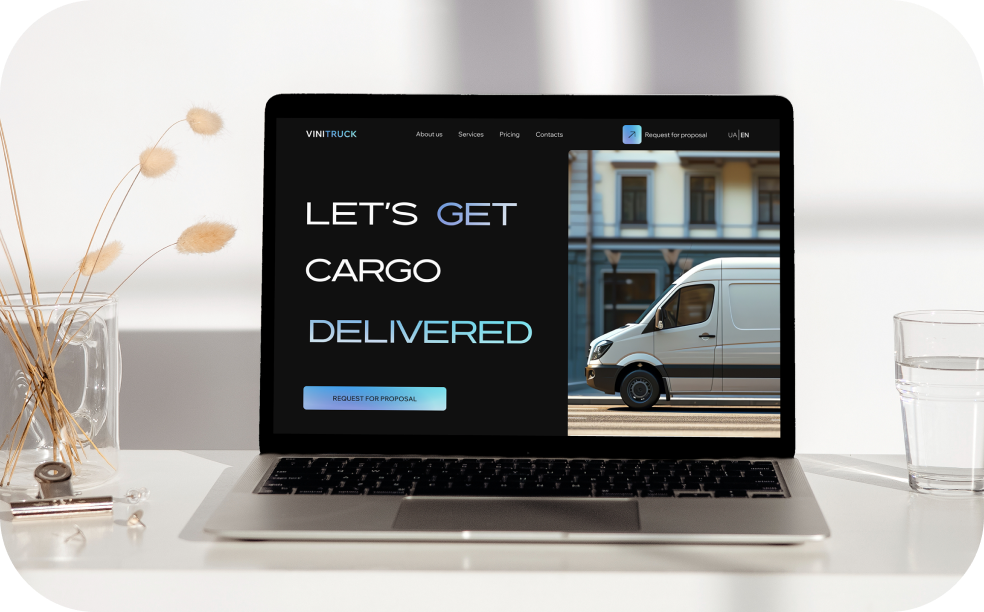 VINITRUCK
About us Services Pricing Contacts
Request for proposal
UA|EN
LET'S GET
CARGO
DELIVERED
REQUEST FOR PROPOSAL